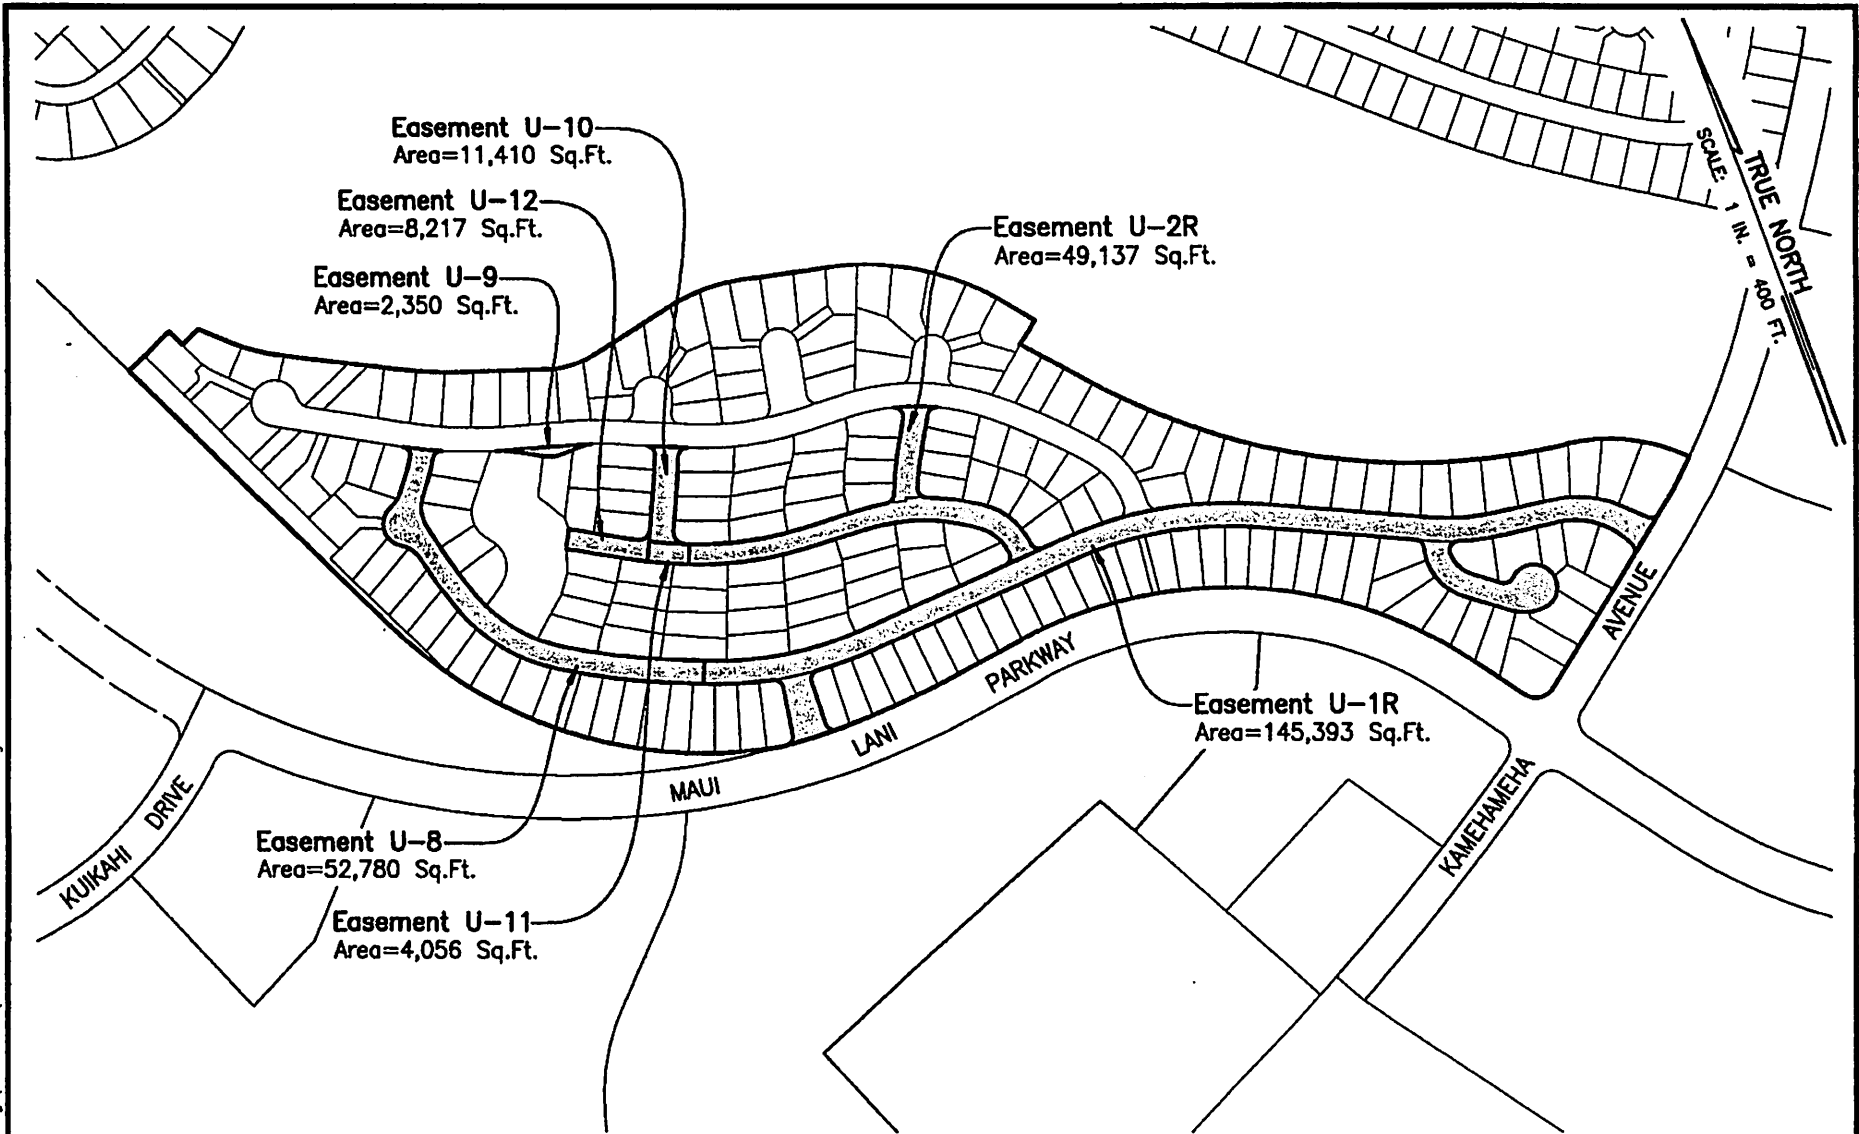 Easement U-10
Area=11,410 Sq.Ft.
Easement U-12
Area=8,217 Sq.Ft.
Easement U-9
Area=2,350 Sq.Ft.
Easement U-2R
Area=49,137 Sq.Ft.
TRUE NORTH
SCALE: 1 IN. = 400 FT.
AVENUE
PARKWAY
LANI
MAUI
Easement U-1R
Area=145,393 Sq.Ft.
KAMEHAMEHA
DRIVE
KUIKAHI
Easement U-8
Area=52,780 Sq.Ft.
Easement U-11
Area=4,056 Sq.Ft.